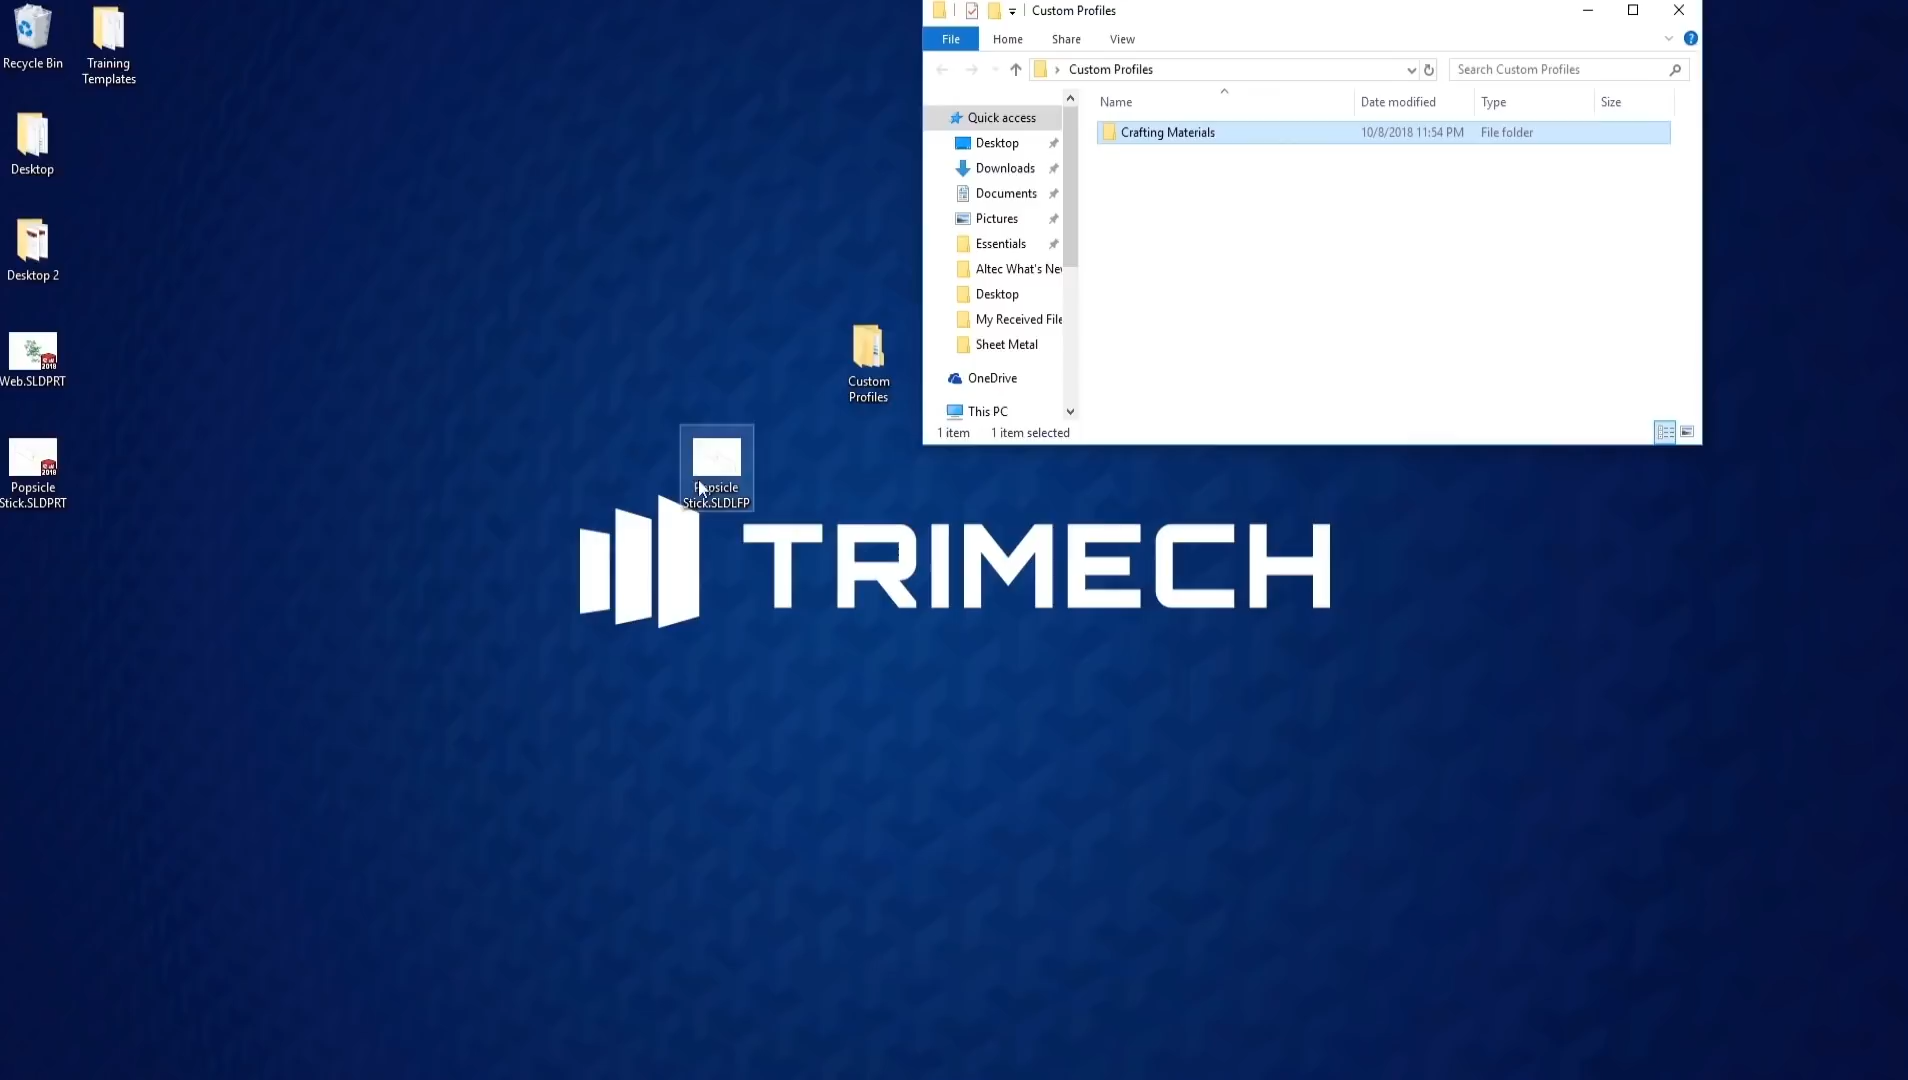 Recycle Bin
Training
Templates
Desktop
Desktop 2
2018
Web.SLDPRT
2018
Popsicle
Stick.SLDPRT
Popsicle
Stick.SLDLFP
Custom
Profiles
TRIMECH
Custom Profiles
File Home Share View
Custom Profiles
Search Custom Profiles
Name Date modified Type Size
Crafting Materials 10/8/2018 11:54 PM File folder
Quick access
Desktop
Downloads
Documents
Pictures
Essentials
Altec What's Ne
Desktop
My Received File
Sheet Metal
OneDrive
This PC
1 item 1 item selected